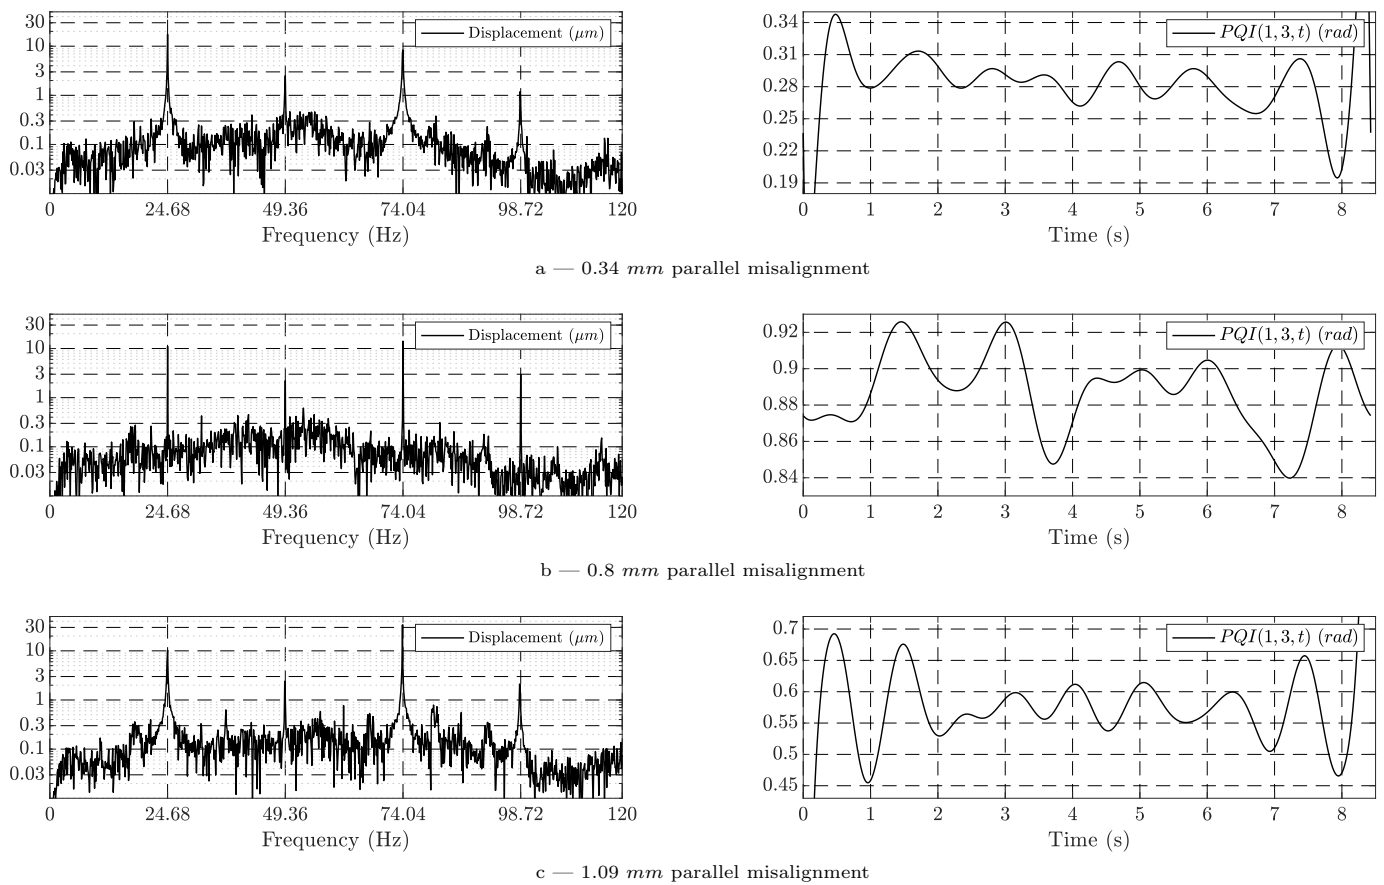 30
10
3
1
0.3
0.1
0.03
Displacement (µm)
0 24.68 49.36 74.04 98.72 120
Frequency (Hz)
0.34
0.31
0.28
0.25
0.22
0.19
PQI(1, 3, t) (rad)
0 1 2 3 4 5 6 7 8
Time (s)
a — 0.34 mm parallel misalignment
30
10
3
1
0.3
0.1
0.03
Displacement (µm)
0 24.68 49.36 74.04 98.72 120
Frequency (Hz)
0.92
0.9
0.88
0.86
0.84
PQI(1, 3, t) (rad)
0 1 2 3 4 5 6 7 8
Time (s)
b — 0.8 mm parallel misalignment
30
10
3
1
0.3
0.1
0.03
Displacement (µm)
0 24.68 49.36 74.04 98.72 120
Frequency (Hz)
0.7
0.65
0.6
0.55
0.5
0.45
PQI(1, 3, t) (rad)
0 1 2 3 4 5 6 7 8
Time (s)
c — 1.09 mm parallel misalignment